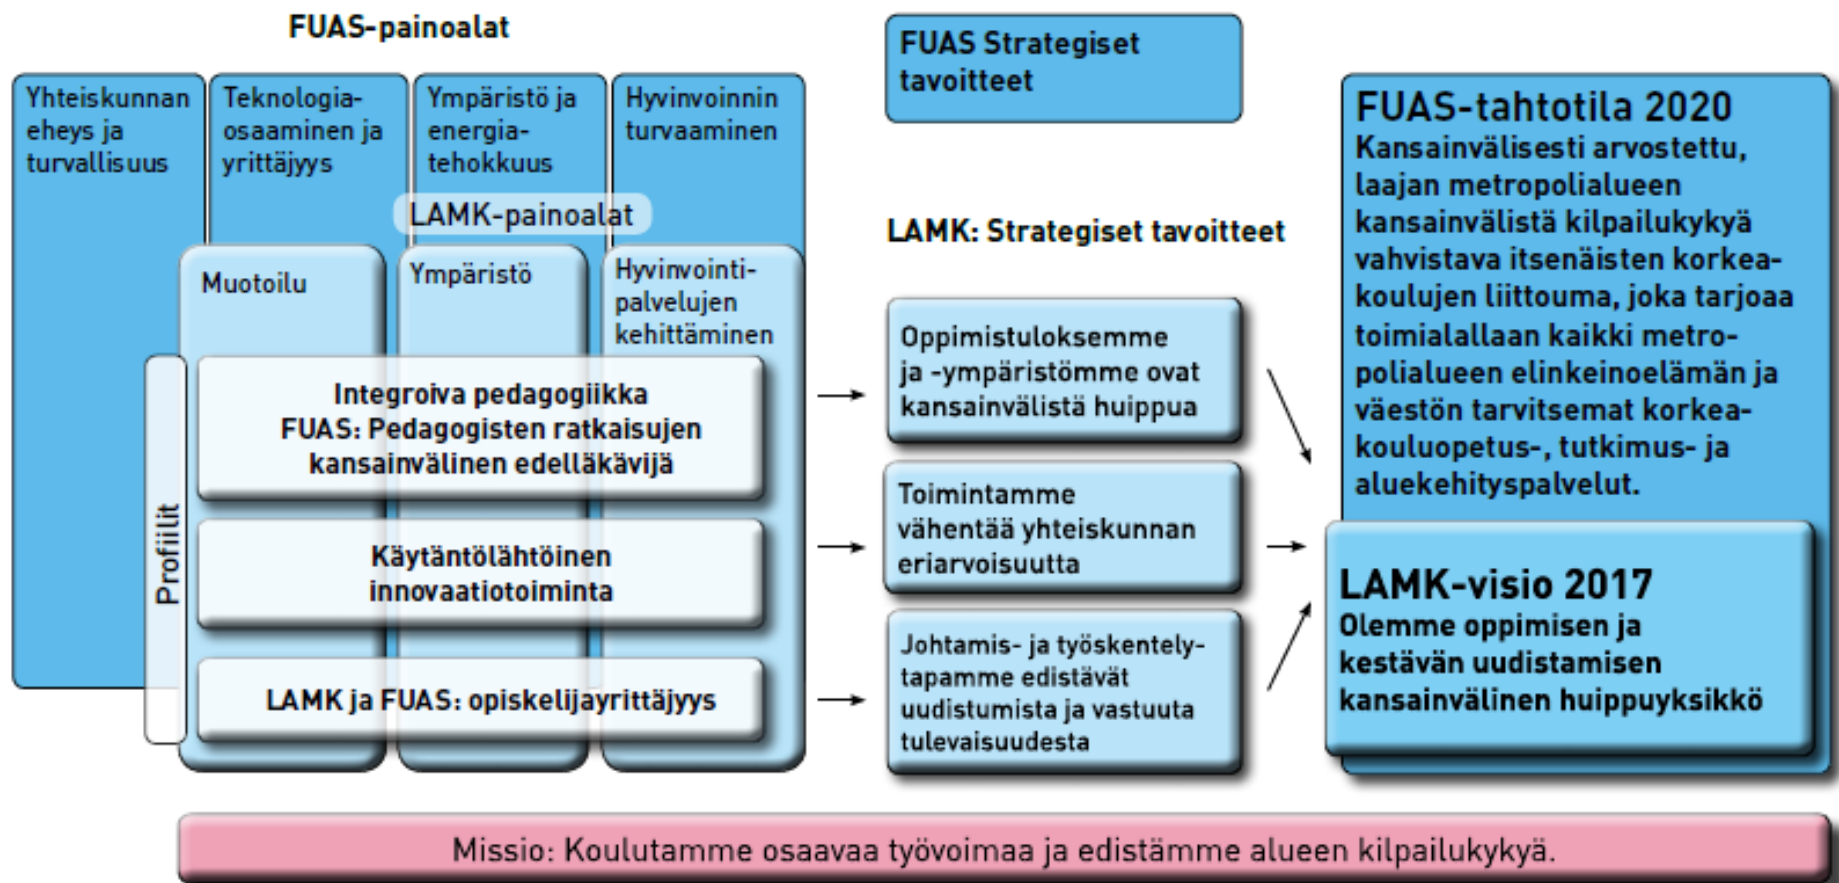 FUAS-painoalat
Yhteiskunnan
eheys ja
turvallisuus
Teknologia-
osaaminen ja
yrittäjyys
Ympäristö ja
energia-
tehokkuus
Hyvinvoinnin
turvaaminen
LAMK-painoalat
Muotoilu
Ympäristö
Hyvinvointi-
palvelujen
kehittäminen
Profiilit
Integroiva pedagogiikka
FUAS: Pedagogisten ratkaisujen
kansainvälinen edelläkävijä
Käytäntölähtöinen
innovaatiotoiminta
LAMK ja FUAS: opiskelijayrittäjyys
FUAS Strategiset
tavoitteet
LAMK: Strategiset tavoitteet
Oppimistuloksemme
ja -ympäristömme ovat
kansainvälistä huippua
Toimintamme
vähentää yhteiskunnan
eriarvoisuutta
Johtamis- ja työskentely-
tapamme edistävät
uudistumista ja vastuuta
tulevaisuudesta
FUAS-tahtotila 2020
Kansainvälisesti arvostettu,
laajan metropolialueen
kansainvälistä kilpailukykyä
vahvistava itsenäisten korkea-
koulujen liittouma, joka tarjoaa
toimialallaan kaikki metro-
polialueen elinkeinoelämän ja
väestön tarvitsemat korkea-
kouluopetus-, tutkimus- ja
aluekehityspalvelut.
LAMK-visio 2017
Olemme oppimisen ja
kestävän uudistamisen
kansainvälinen huippuyksikkö
Missio: Koulutamme osaavaa työvoimaa ja edistämme alueen kilpailukykyä.